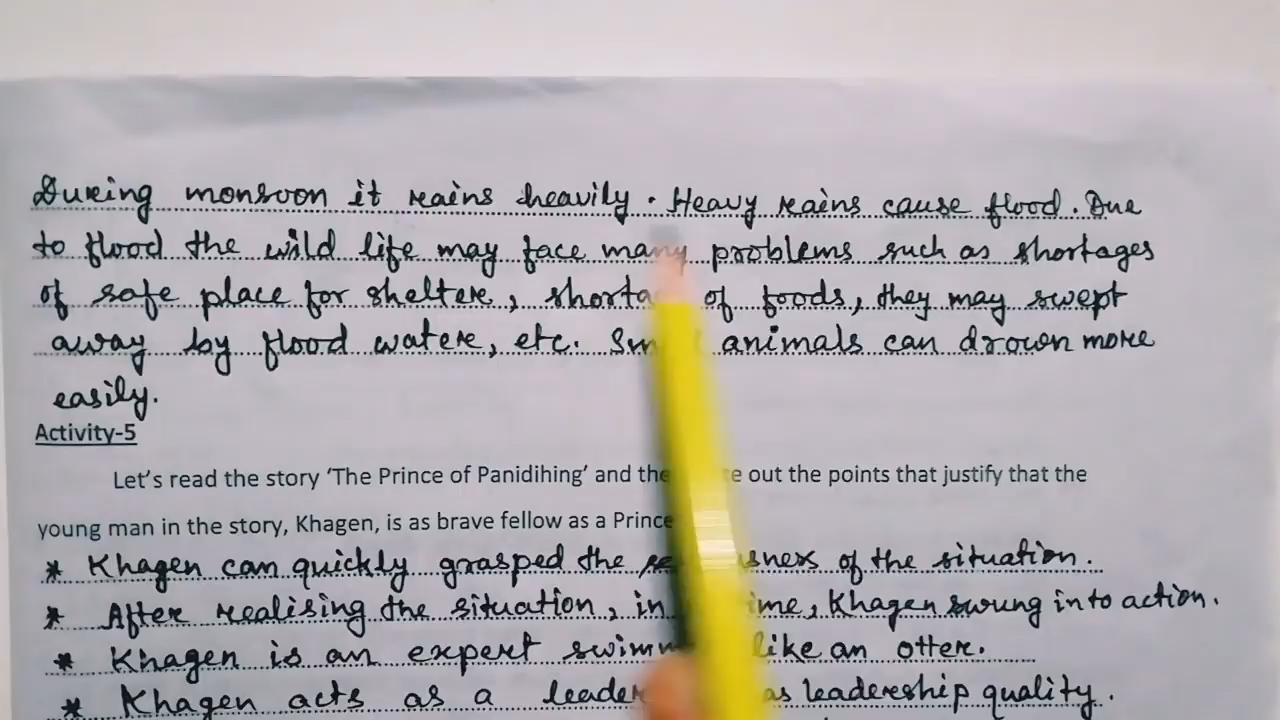 During monsoon it rains heavily. Heavy rains cause flood. Due
to flood the wild life may face many problems such as shortages
of safe place for shelter, of foods, they may swept
away by flood water, etc. animals can drown more
easily.
Activity-5
Let's read the story 'The Prince of Panidihing' and out the points that justify that the
young man in the story, Khagen, is as brave fellow as a Prince
* Khagen can quickly grasped the of the situation.
* After realising the situation, in Khagen swung into action.
* Khagen is an expert like an otter.
* Khagen acts as a leader leadership quality.